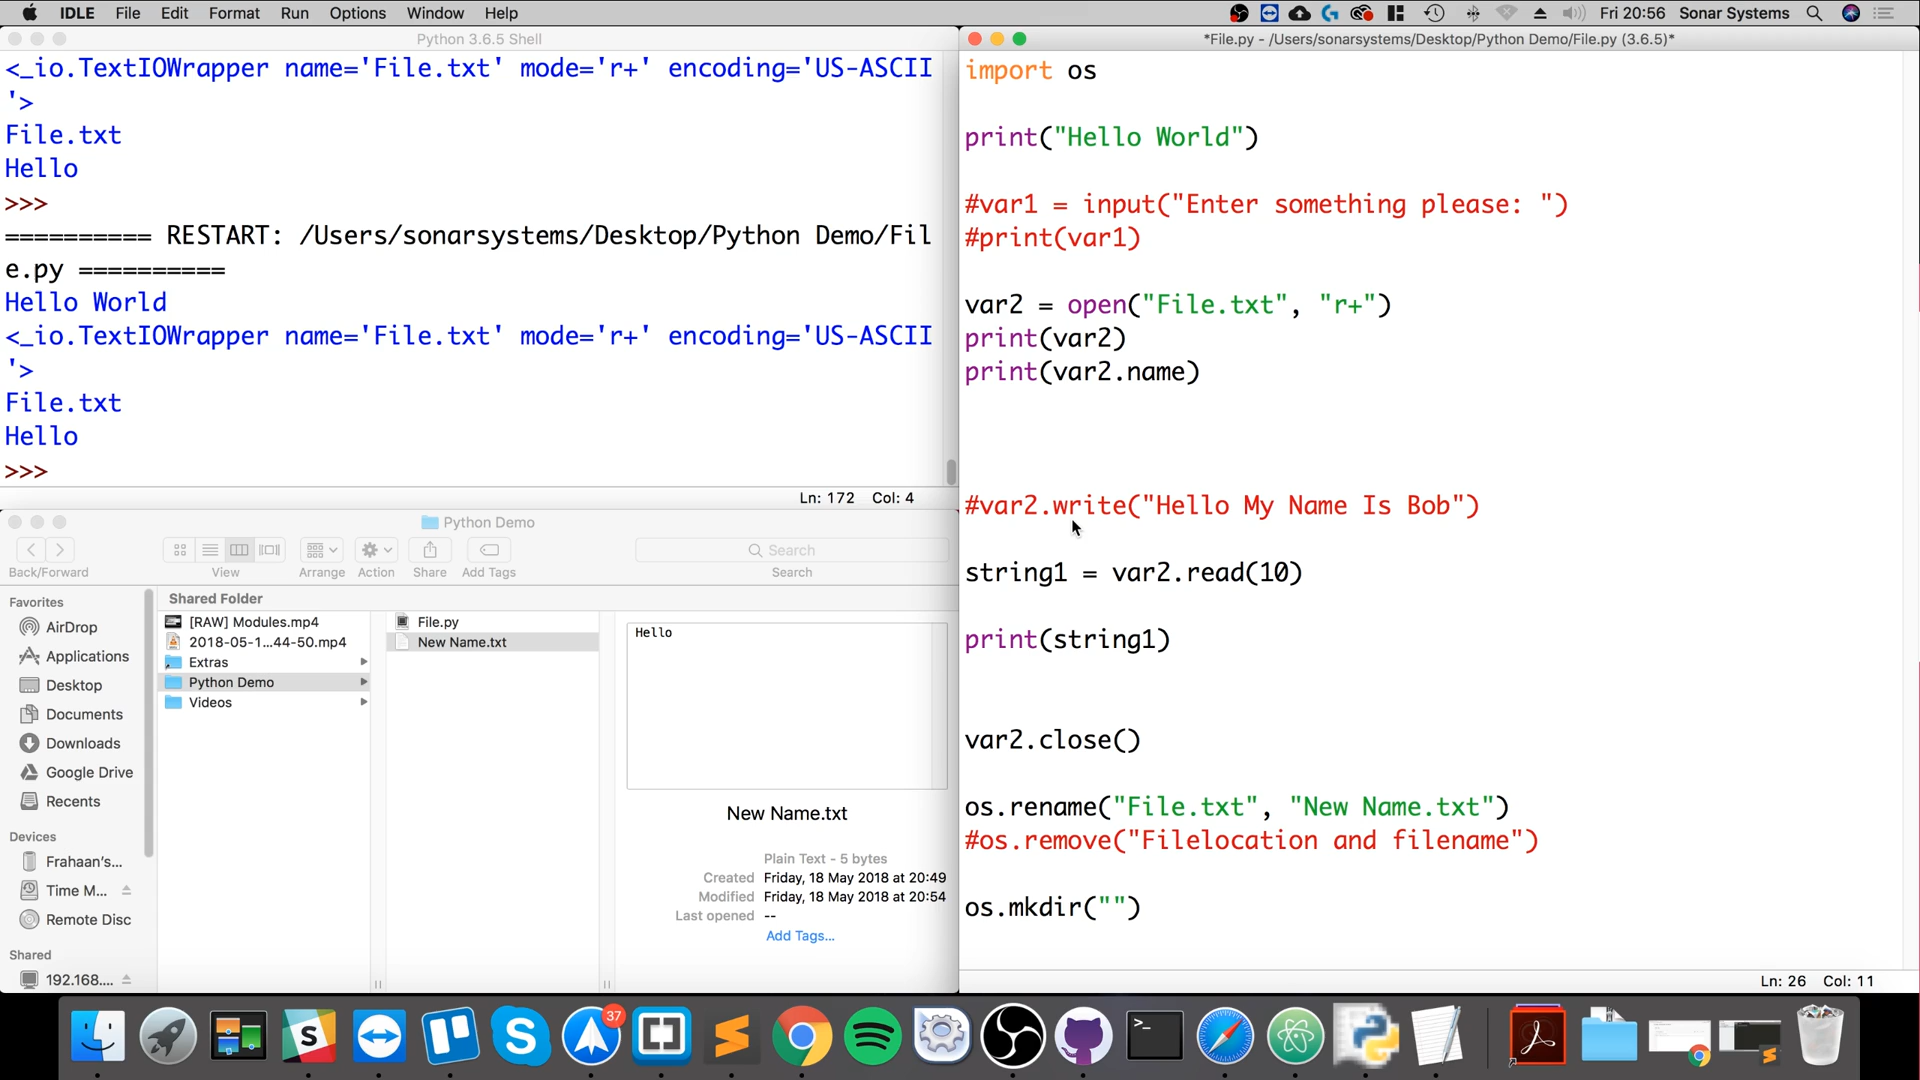 IDLE File Edit Format Run Options Window Help
Fri 20:56 Sonar Systems
Python 3.6.5 Shell
<_io.TextIOWrapper name='File.txt' mode='r+' encoding='US-ASCII
'>
File.txt
Hello
>>>
========== RESTART: /Users/sonarsystems/Desktop/Python Demo/Fil
e.py ==========
Hello World
<_io.TextIOWrapper name='File.txt' mode='r+' encoding='US-ASCII
'>
File.txt
Hello
>>>
Ln: 172 Col: 4
*File.py - /Users/sonarsystems/Desktop/Python Demo/File.py (3.6.5)*
import os
print("Hello World")
#var1 = input("Enter something please: ")
#print(var1)
var2 = open("File.txt", "r+")
print(var2)
print(var2.name)
#var2.write("Hello My Name Is Bob")
string1 = var2.read(10)
print(string1)
var2.close()
os.rename("File.txt", "New Name.txt")
#os.remove("Filelocation and filename")
os.mkdir("")
Ln: 26 Col: 11
Python Demo
Search
Back/Forward View Arrange Action Share Add Tags Search
Favorites
AirDrop
Applications
Desktop
Documents
Downloads
Google Drive
Recents
Devices
Frahaan's...
Time M...
Remote Disc
Shared
192.168....
Shared Folder
[RAW] Modules.mp4
2018-05-1...44-50.mp4
Extras
Python Demo
Videos
File.py
New Name.txt
Hello
New Name.txt
Plain Text - 5 bytes
Created Friday, 18 May 2018 at 20:49
Modified Friday, 18 May 2018 at 20:54
Last opened --
Add Tags...
37